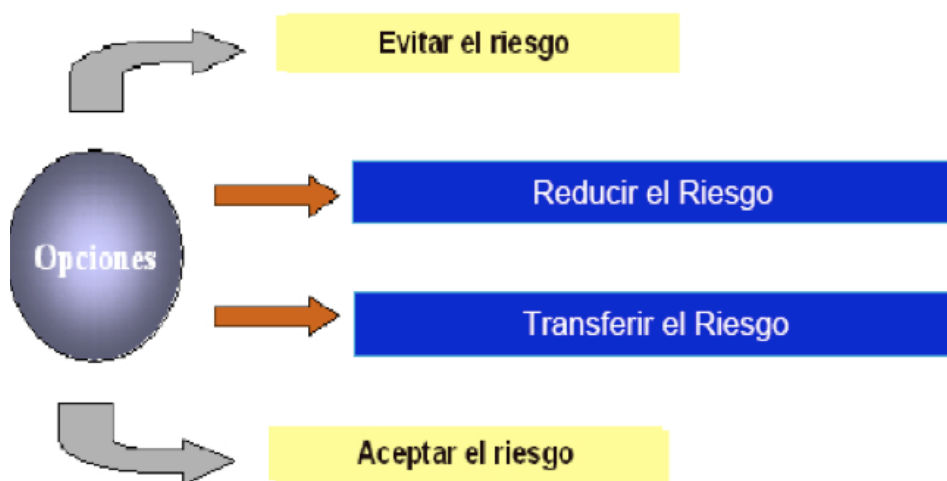 Evitar el riesgo
Reducir el Riesgo
Opciones
Transferir el Riesgo
Aceptar el riesgo